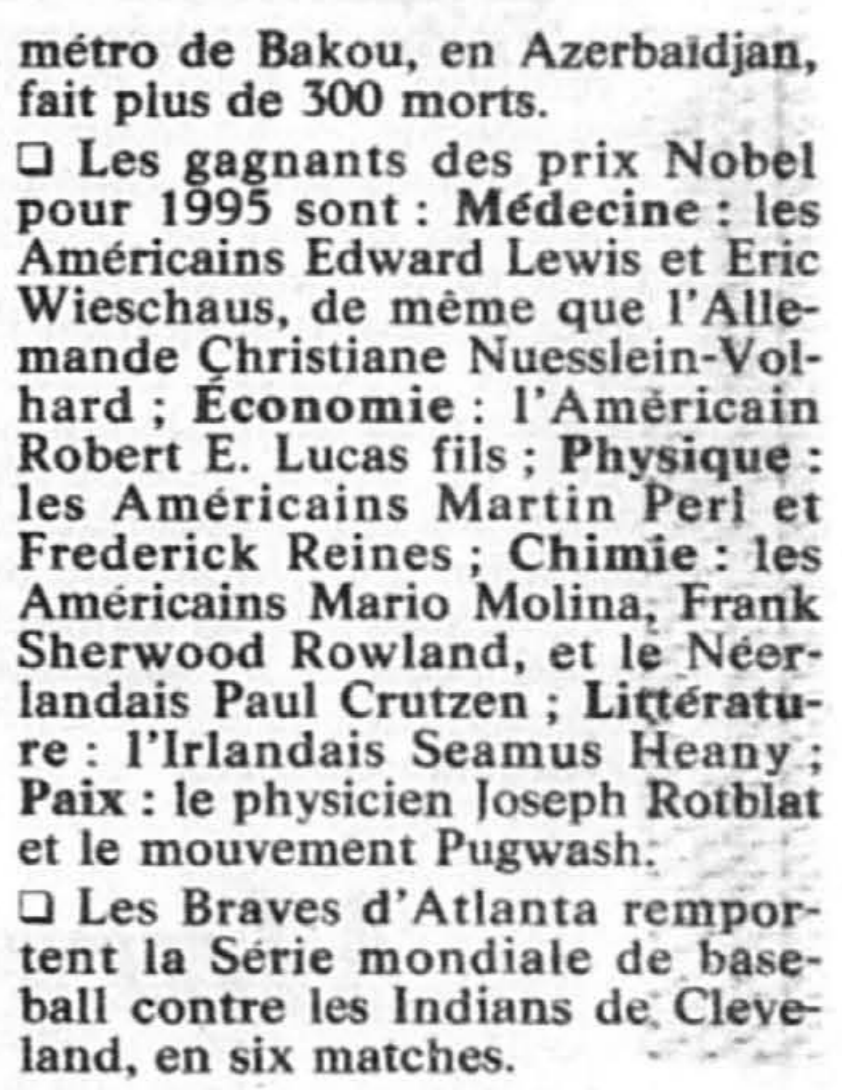 métro de Bakou, en Azerbaïdjan,
fait plus de 300 morts.
❏ Les gagnants des prix Nobel
pour 1995 sont : Médecine : les
Américains Edward Lewis et Eric
Wieschaus, de même que l'Alle-
mande Christiane Nuesslein-Vol-
hard ; Économie : l'Américain
Robert E. Lucas fils ; Physique :
les Américains Martin Perl et
Frederick Reines ; Chimie : les
Américains Mario Molina, Frank
Sherwood Rowland, et le Néer-
landais Paul Crutzen ; Littératu-
re : l'Irlandais Seamus Heany ;
Paix : le physicien Joseph Rotblat
et le mouvement Pugwash.
❏ Les Braves d'Atlanta rempor-
tent la Série mondiale de base-
ball contre les Indians de Cleve-
land, en six matches.